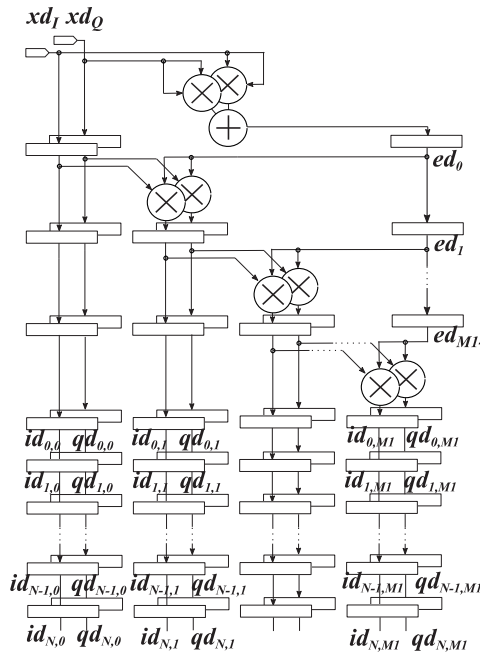 xd_I xd_Q
ed_0
ed_1
ed_M1-
id_0,0 qd_0,0 id_0,1 qd_0,1 id_0,M1 qd_0,M1
id_1,0 qd_1,0 id_1,1 qd_1,1 id_1,M1 qd_1,M1
id_N-1,0 qd_N-1,0 id_N-1,1 qd_N-1,1 id_N-1,M1 qd_N-1,M1
id_N,0 qd_N,0 id_N,1 qd_N,1 id_N,M1 qd_N,M1